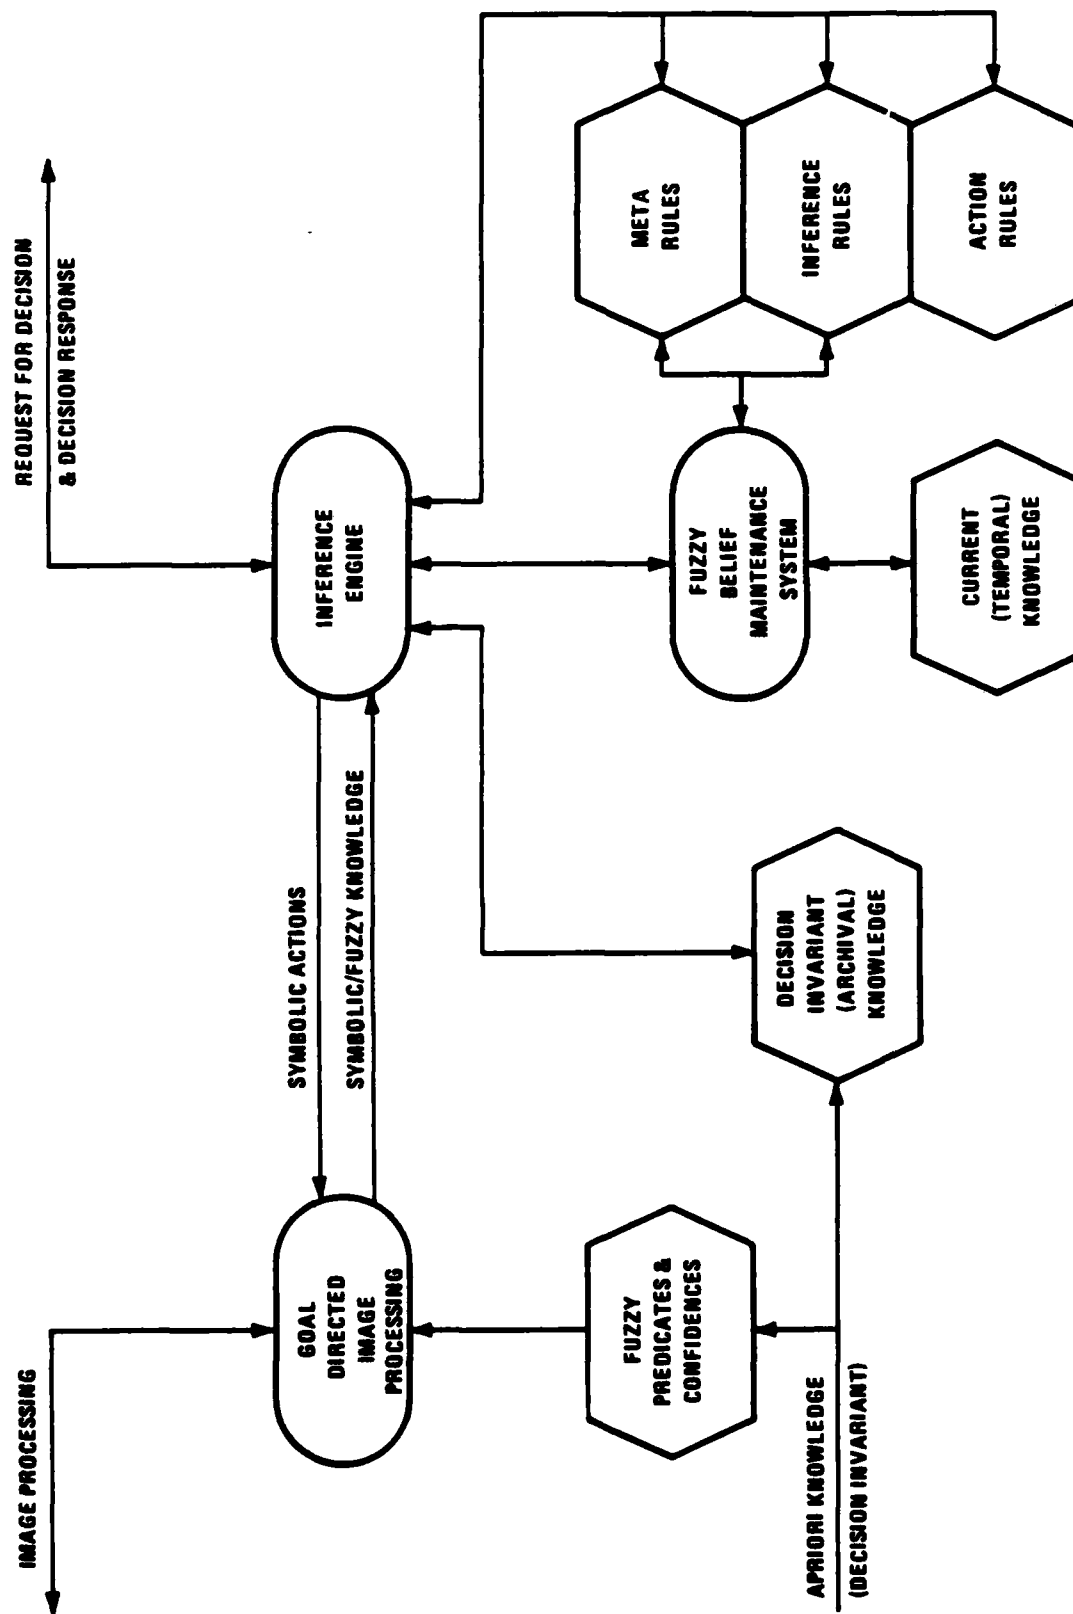 IMAGE PROCESSING
REQUEST FOR DECISION
& DECISION RESPONSE
GOAL
DIRECTED
IMAGE
PROCESSING
SYMBOLIC ACTIONS
SYMBOLIC/FUZZY KNOWLEDGE
INFERENCE
ENGINE
FUZZY
PREDICATES &
CONFIDENCES
APRIORI KNOWLEDGE
(DECISION INVARIANT)
DECISION
INVARIANT
(ARCHIVAL)
KNOWLEDGE
FUZZY
BELIEF
MAINTENANCE
SYSTEM
CURRENT
(TEMPORAL)
KNOWLEDGE
META
RULES
INFERENCE
RULES
ACTION
RULES